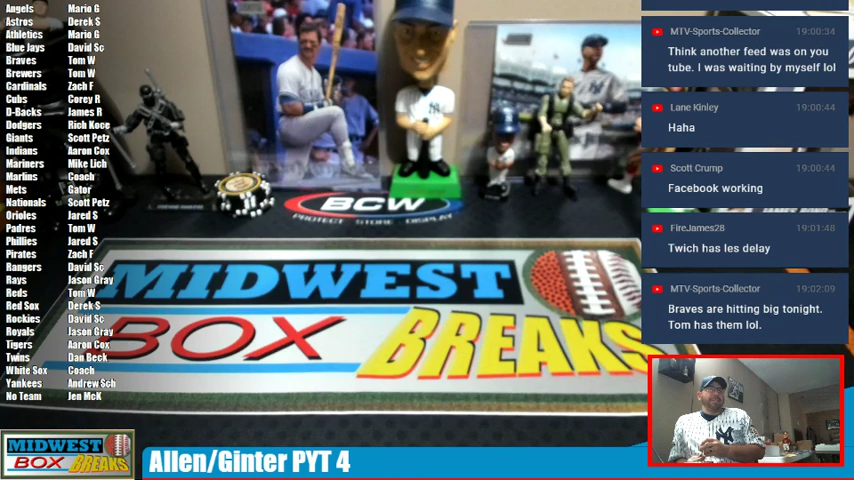 Angels Mario G
Astros Derek S
Athletics Mario G
Blue Jays David Sc
Braves Tom W
Brewers Tom W
Cardinals Zach F
Cubs Corey R
D-Backs James R
Dodgers Rich Koce
Giants Scott Petz
Indians Aaron Cox
Mariners Mike Lich
Marlins Coach
Mets Gator
Nationals Scott Petz
Orioles Jared S
Padres Tom W
Phillies Jared S
Pirates Zach F
Rangers David Sc
Rays Jason Gray
Reds Tom W
Red Sox Derek S
Rockies David Sc
Royals Jason Gray
Tigers Aaron Cox
Twins Dan Beck
White Sox Coach
Yankees Andrew Sch
No Team Jen McK
BCW
PROTECT STORE DISPLAY
MIDWEST
BOX BREAKS
MTV-Sports-Collector 19:00:34
Think another feed was on you
tube. I was waiting by myself lol
Lane Kinley 19:00:44
Haha
Scott Crump 19:00:44
Facebook working
FireJames28 19:01:48
Twich has les delay
MTV-Sports-Collector 19:02:09
Braves are hitting big tonight.
Tom has them lol.
MIDWEST
BOX BREAKS
Allen/Ginter PYT 4